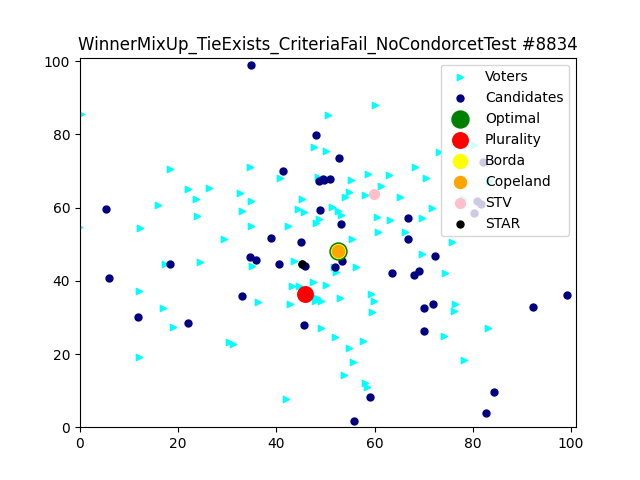 WinnerMixUp_TieExists_CriteriaFail_NoCondorcetTest #8834
100
80
60
40
20
0
0
20
40
60
80
100
Voters
Candidates
Optimal
Plurality
Borda
Copeland
STV
STAR